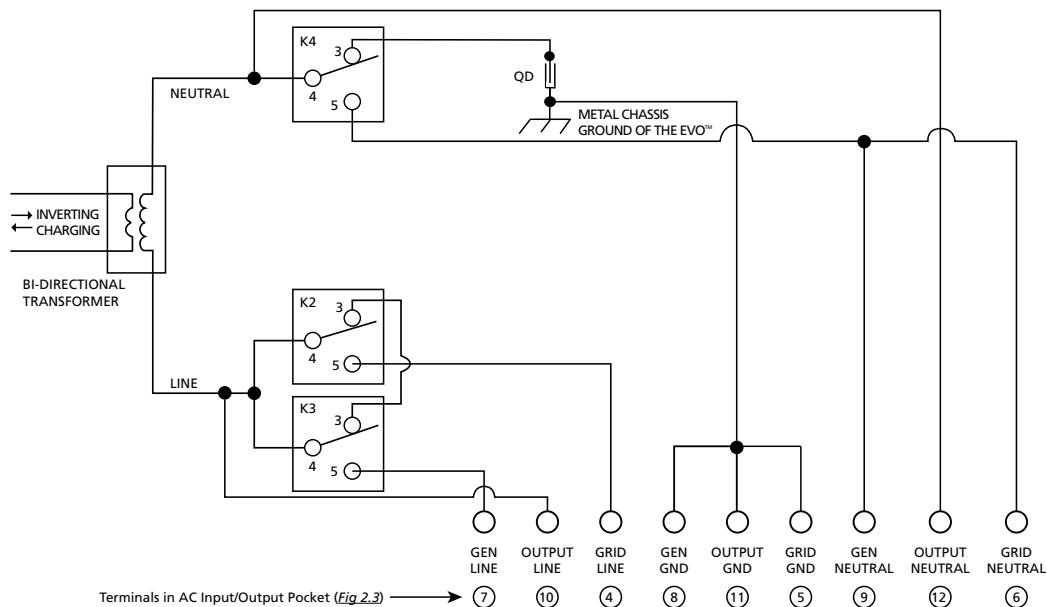 K4
3
4
5
NEUTRAL
QD
METAL CHASSIS
GROUND OF THE EVO™
INVERTING
CHARGING
BI-DIRECTIONAL
TRANSFORMER
K2
3
4
5
LINE
K3
3
4
5
GEN
LINE
OUTPUT
LINE
GRID
LINE
GEN
GND
OUTPUT
GND
GRID
GND
GEN
NEUTRAL
OUTPUT
NEUTRAL
GRID
NEUTRAL
Terminals in AC Input/Output Pocket (Fig 2.3)
7
10
4
8
11
5
9
12
6